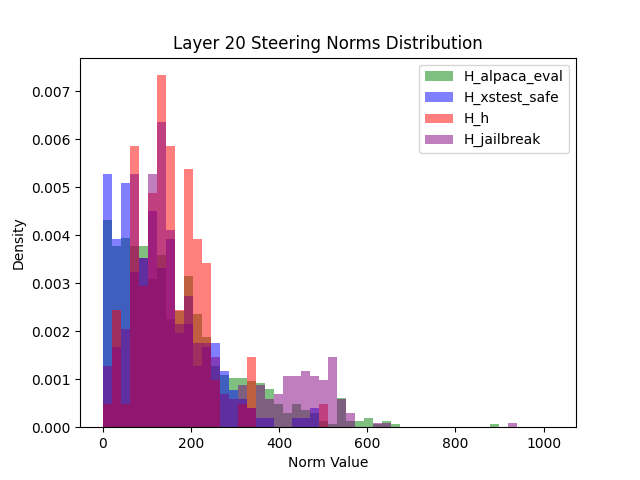 Layer 20 Steering Norms Distribution
H_alpaca_eval
H_xstest_safe
H_h
H_jailbreak
Density
0.007
0.006
0.005
0.004
0.003
0.002
0.001
0.000
0 200 400 600 800 1000
Norm Value